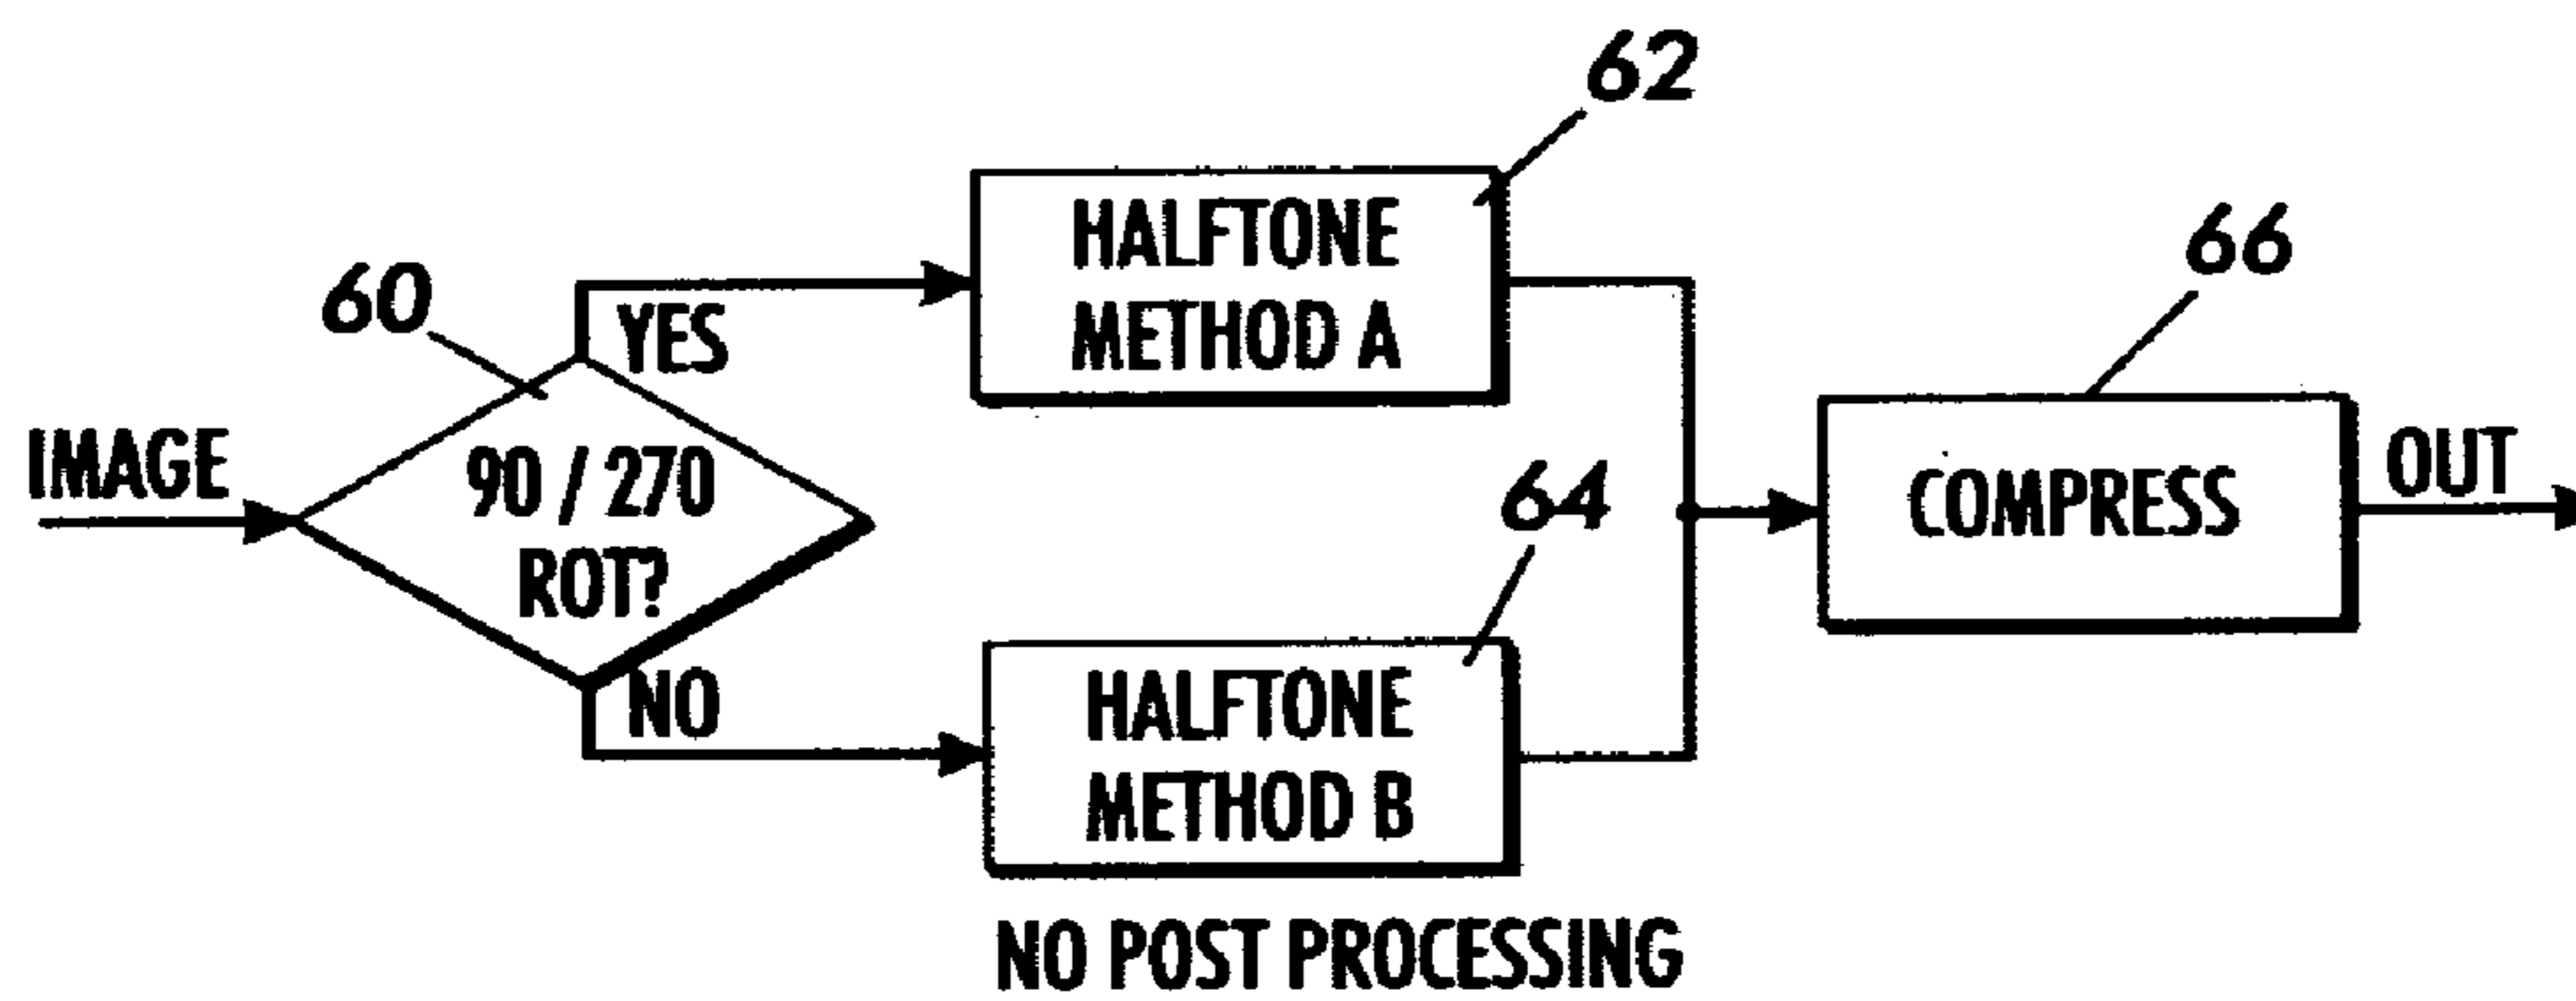 62
HALFTONE
METHOD A
66
60
YES
IMAGE
90 / 270
ROT?
64
COMPRESS
OUT
NO
HALFTONE
METHOD B
NO POST PROCESSING